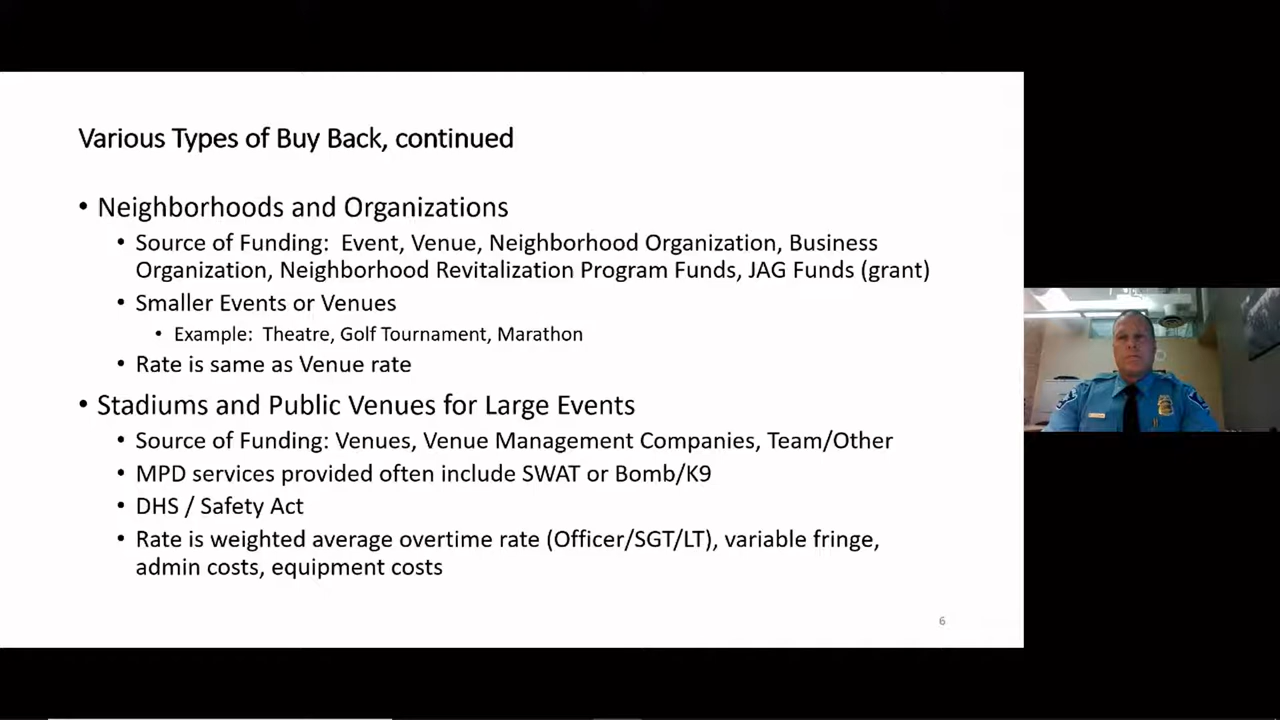 Various Types of Buy Back, continued
• Neighborhoods and Organizations
• Source of Funding:  Event, Venue, Neighborhood Organization, Business
Organization, Neighborhood Revitalization Program Funds, JAG Funds (grant)
• Smaller Events or Venues
• Example:  Theatre, Golf Tournament, Marathon
• Rate is same as Venue rate
• Stadiums and Public Venues for Large Events
• Source of Funding: Venues, Venue Management Companies, Team/Other
• MPD services provided often include SWAT or Bomb/K9
• DHS / Safety Act
• Rate is weighted average overtime rate (Officer/SGT/LT), variable fringe,
admin costs, equipment costs
6